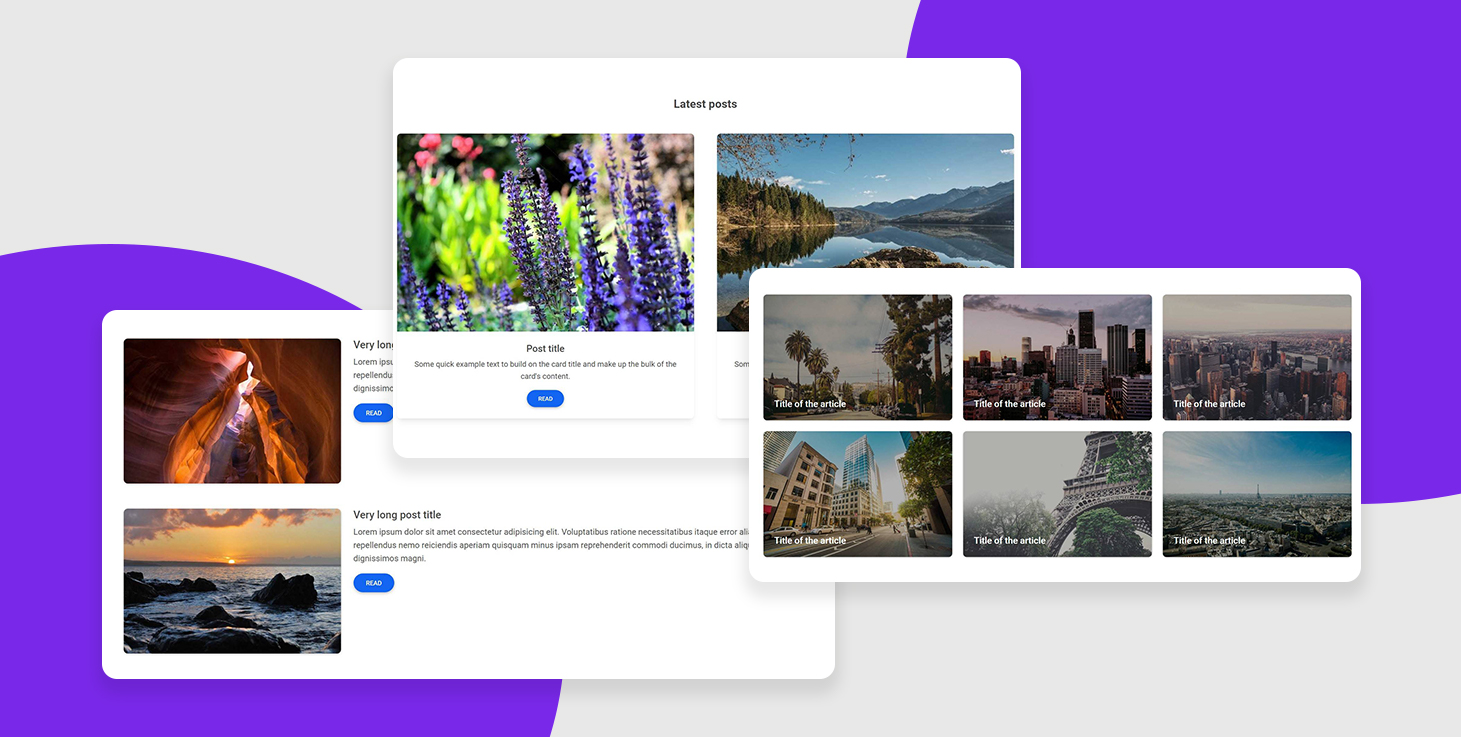 Latest posts
Post title
Some quick example text to build on the card title and make up the bulk of the
card's content.
READ
Som
Very long
Lorem ipsu
repellendu
dignissimo
READ
Very long post title
Lorem ipsum dolor sit amet consectetur adipisicing elit. Voluptatibus ratione necessitatibus itaque error ali
repellendus nemo reiciendis aperiam quisquam minus ipsam reprehenderit commodi ducimus, in dicta aliq
dignissimos magni.
READ
Title of the article
Title of the article
Title of the article
Title of the article
Title of the article
Title of the article